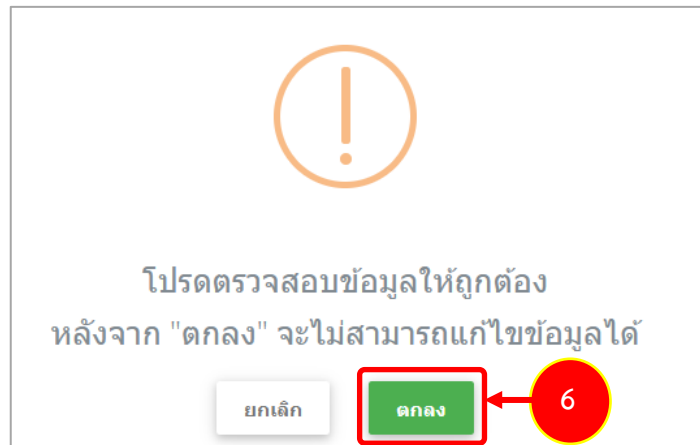 โปรดตรวจสอบข้อมูลให้ถูกต้อง
หลังจาก "ตกลง" จะไม่สามารถแก้ไขข้อมูลได้
ยกเลิก
ตกลง
6